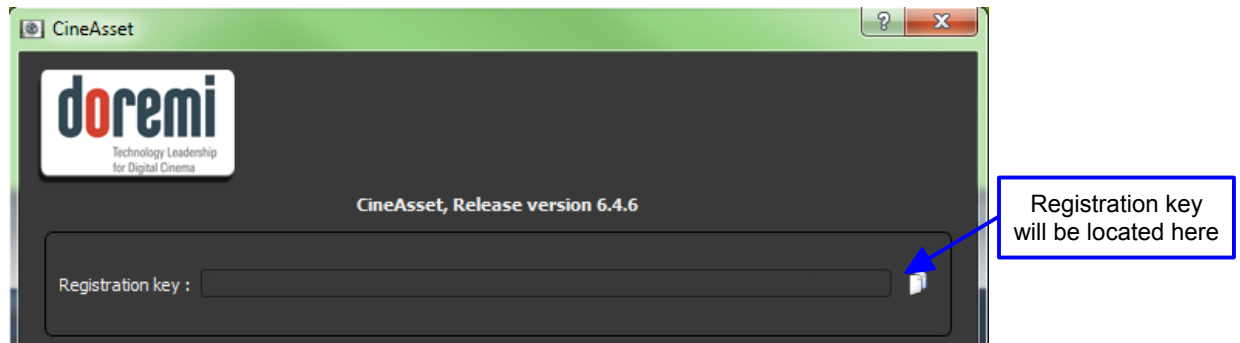 CineAsset
doremi
Technology Leadership
for Digital Cinema
CineAsset, Release version 6.4.6
Registration key :
Registration key
will be located here